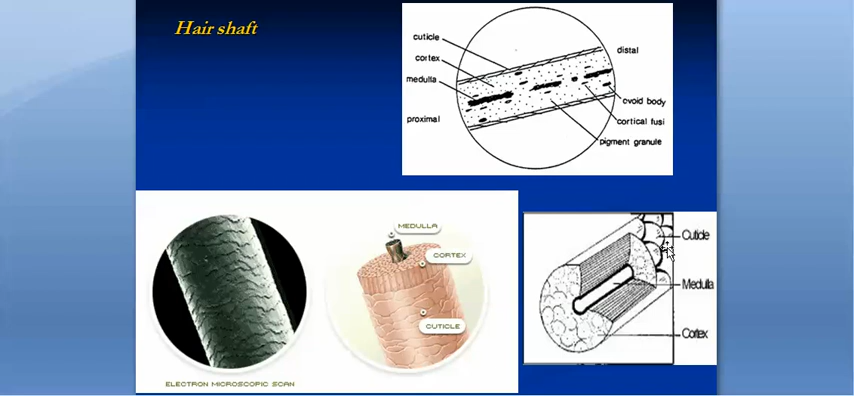 Hair shaft
cuticle
cortex
medulla
proximal
distal
ovoid body
cortical fusi
pigment granule
MEDULLA
CORTEX
CUTICLE
ELECTRON MICROSCOPIC SCAN
Cuticle
Medulla
Cortex